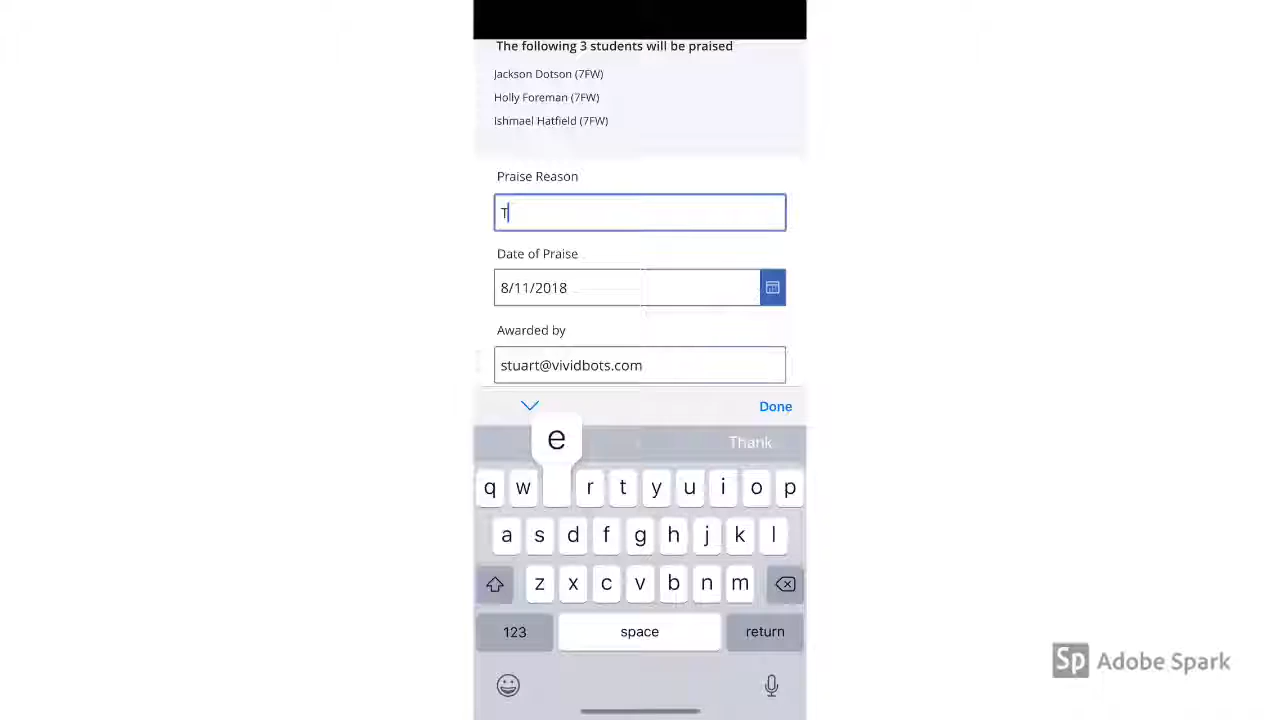 The following 3 students will be praised
Jackson Dotson (7FW)
Holly Foreman (7FW)
Ishmael Hatfield (7FW)
Praise Reason
T
Date of Praise
8/11/2018
Awarded by
stuart@vividbots.com
Done
e
Thank
q w r t y u i o p
a s d f g h j k l
z x c v b n m
123 space return
Sp Adobe Spark